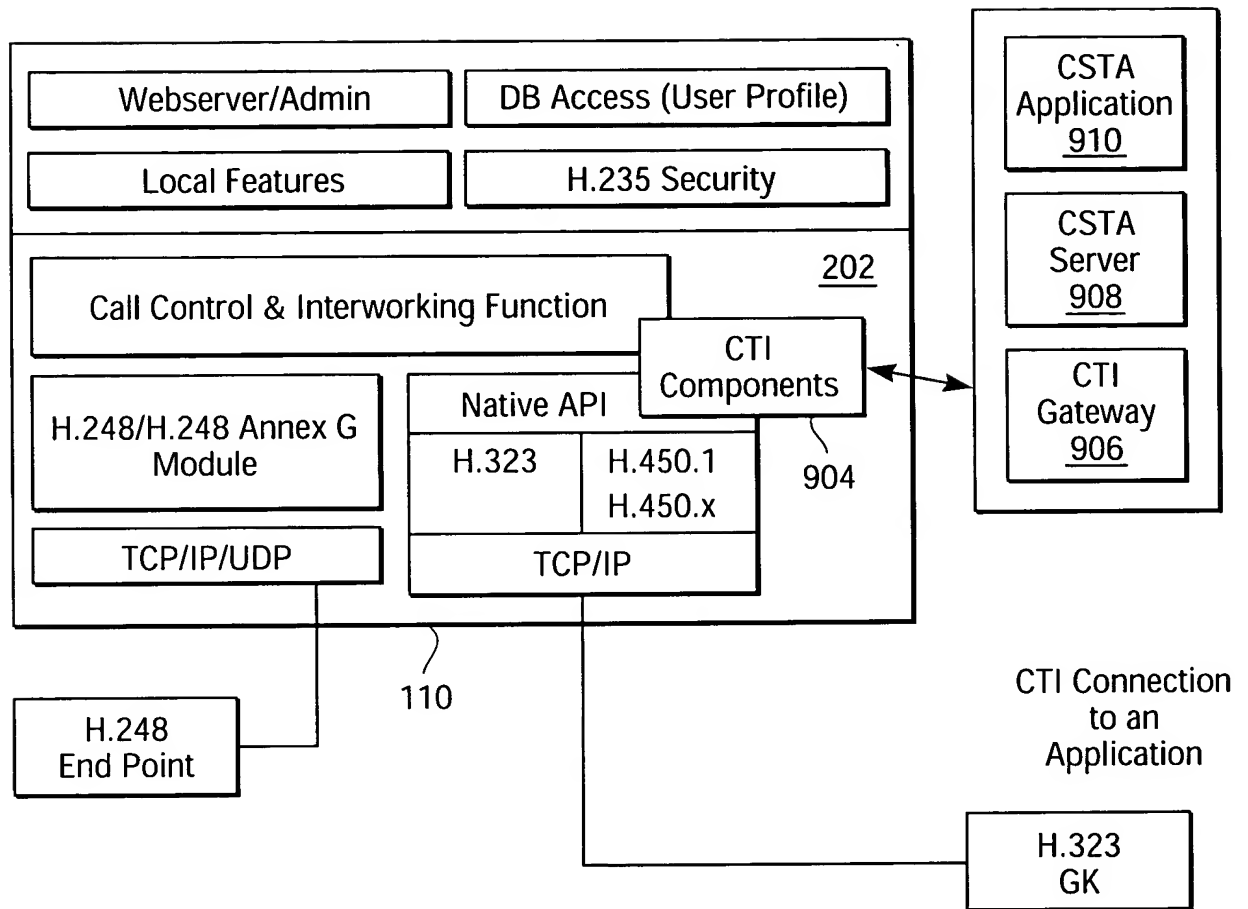 Webserver/Admin
DB Access (User Profile)
Local Features
H.235 Security
202
Call Control & Interworking Function
CTI
Components
904
H.248/H.248 Annex G
Module
Native API
H.323
H.450.1
H.450.x
TCP/IP/UDP
TCP/IP
110
CSTA
Application
910
CSTA
Server
908
CTI
Gateway
906
H.248
End Point
CTI Connection
to an
Application
H.323
GK